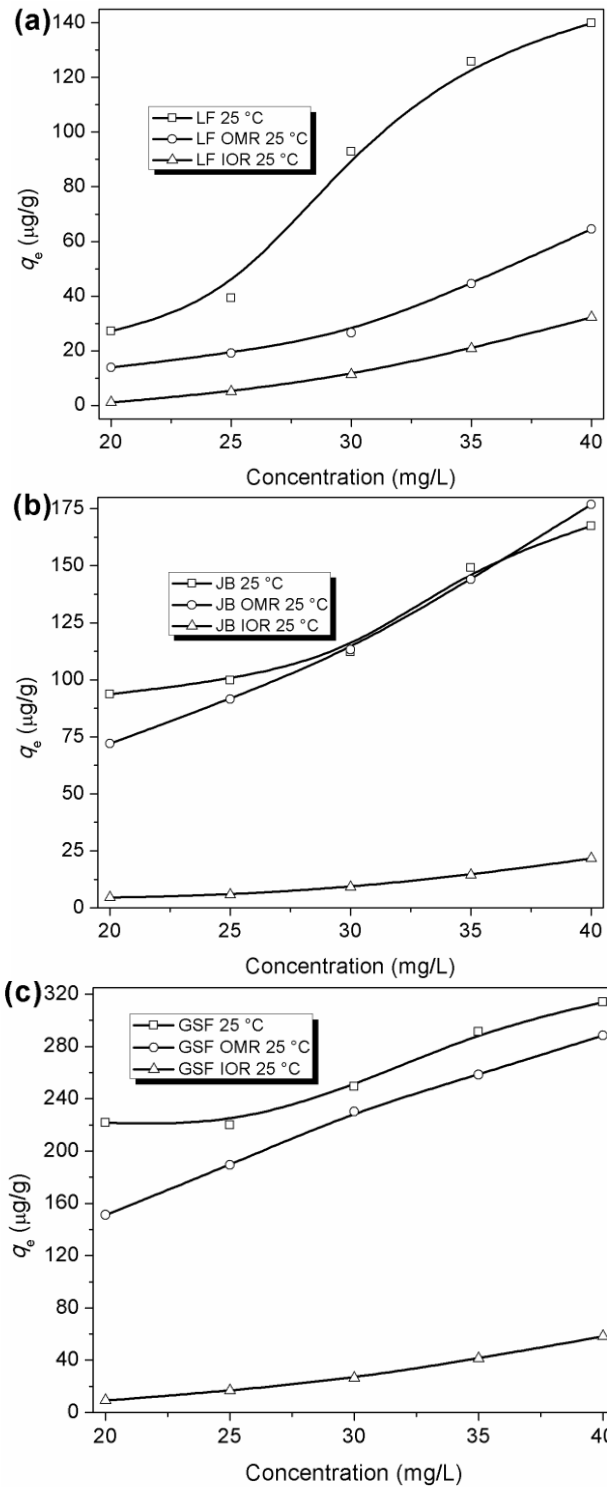 (a)
140
120
100
80
60
40
20
0
qe (µg/g)
LF 25 °C
LF OMR 25 °C
LF IOR 25 °C
20 25 30 35 40
Concentration (mg/L)
(b)
175
150
125
100
75
50
25
0
qe (µg/g)
JB 25 °C
JB OMR 25 °C
JB IOR 25 °C
20 25 30 35 40
Concentration (mg/L)
(c)
320
280
240
200
160
120
80
40
0
qe (µg/g)
GSF 25 °C
GSF OMR 25 °C
GSF IOR 25 °C
20 25 30 35 40
Concentration (mg/L)